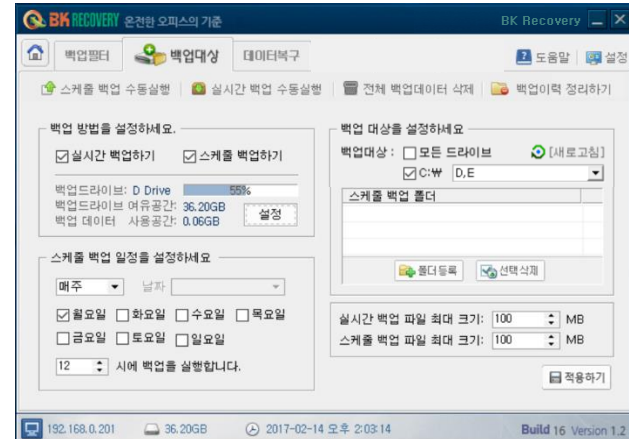 BK RECOVERY 온전한 오피스의 기준 BK Recovery
백업필터 백업대상 데이터복구 도움말 설정
스케줄 백업 수동실행 실시간 백업 수동실행 전체 백업데이터 삭제 백업이력 정리하기
백업 방법을 설정하세요.
실시간 백업하기 스케줄 백업하기
백업드라이브: D Drive 55%
백업드라이브 여유공간: 36.20GB
백업 데이터 사용공간: 0.06GB
설정
스케줄 백업 일정을 설정하세요
매주 날짜
월요일 화요일 수요일 목요일
금요일 토요일 일요일
12 시에 백업을 실행합니다.
백업 대상을 설정하세요
백업대상 : 모든 드라이브 [새로고침]
C:₩ D,E
스케줄 백업 폴더
폴더등록 선택삭제
실시간 백업 파일 최대 크기: 100 MB
스케줄 백업 파일 최대 크기: 100 MB
적용하기
192.168.0.201 36.20GB 2017-02-14 오후 2:03:14 Build 16 Version 1.2